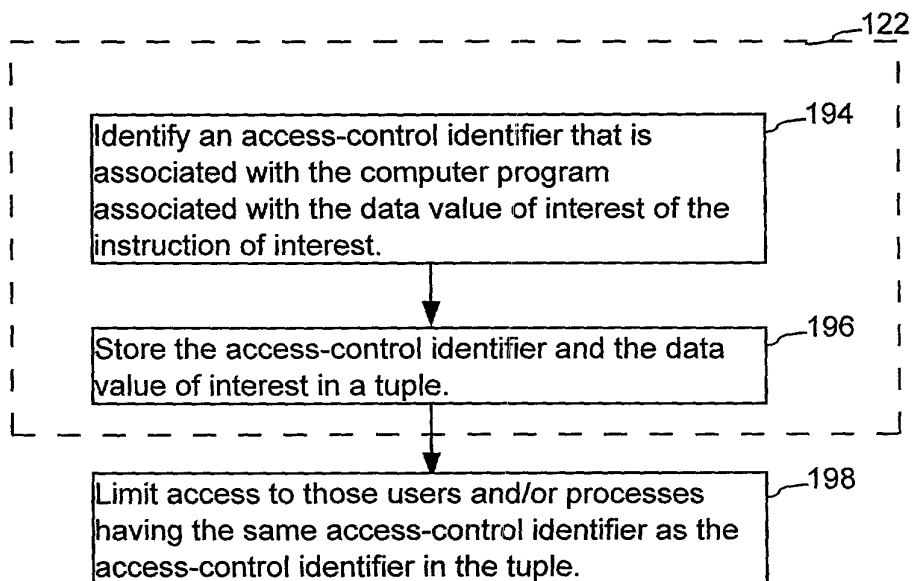 122
194
Identify an access-control identifier that is
associated with the computer program
associated with the data value of interest of the
instruction of interest.
196
Store the access-control identifier and the data
value of interest in a tuple.
198
Limit access to those users and/or processes
having the same access-control identifier as the
access-control identifier in the tuple.